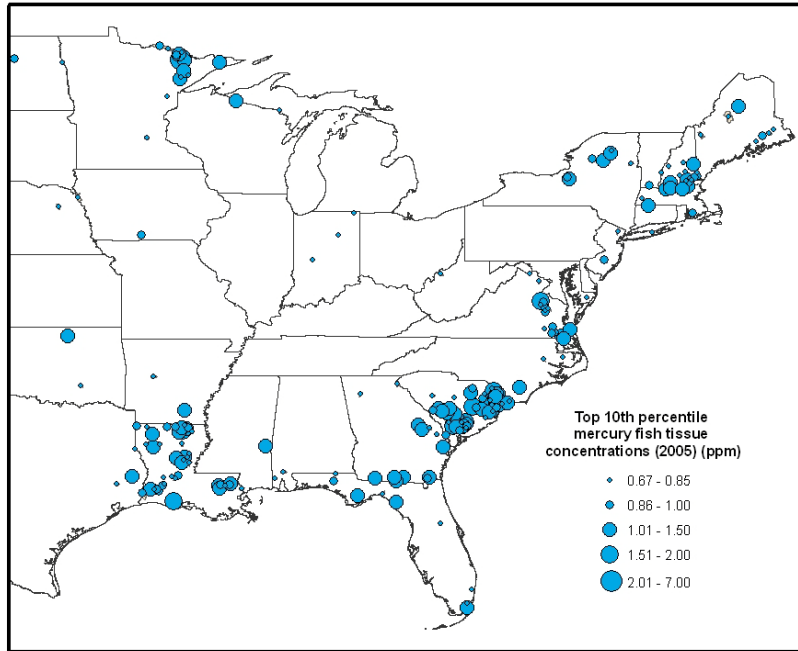 Top 10th percentile
mercury fish tissue
concentrations (2005) (ppm)
0.67 - 0.85
0.86 - 1.00
1.01 - 1.50
1.51 - 2.00
2.01 - 7.00